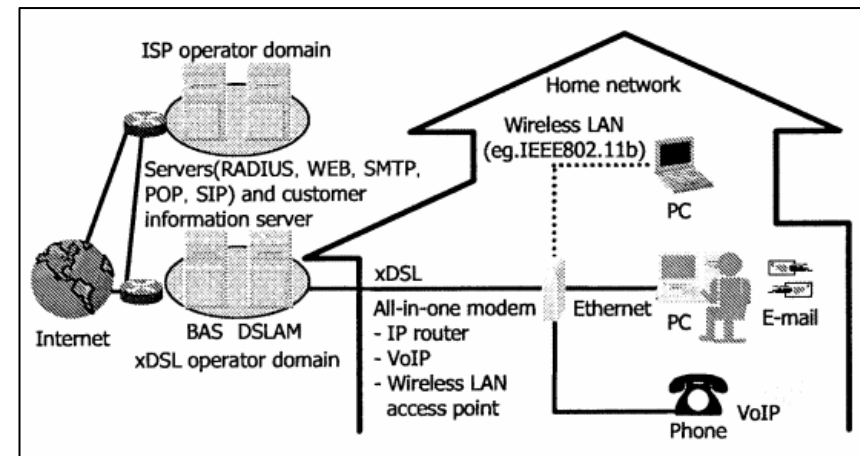 ISP operator domain
Servers(RADIUS, WEB, SMTP,
POP, SIP) and customer
information server
Internet
BAS DSLAM
xDSL operator domain
Home network
Wireless LAN
(eg.IEEE802.11b)
PC
xDSL
All-in-one modem
- IP router
- VoIP
- Wireless LAN
access point
Ethernet
PC
E-mail
VoIP
Phone